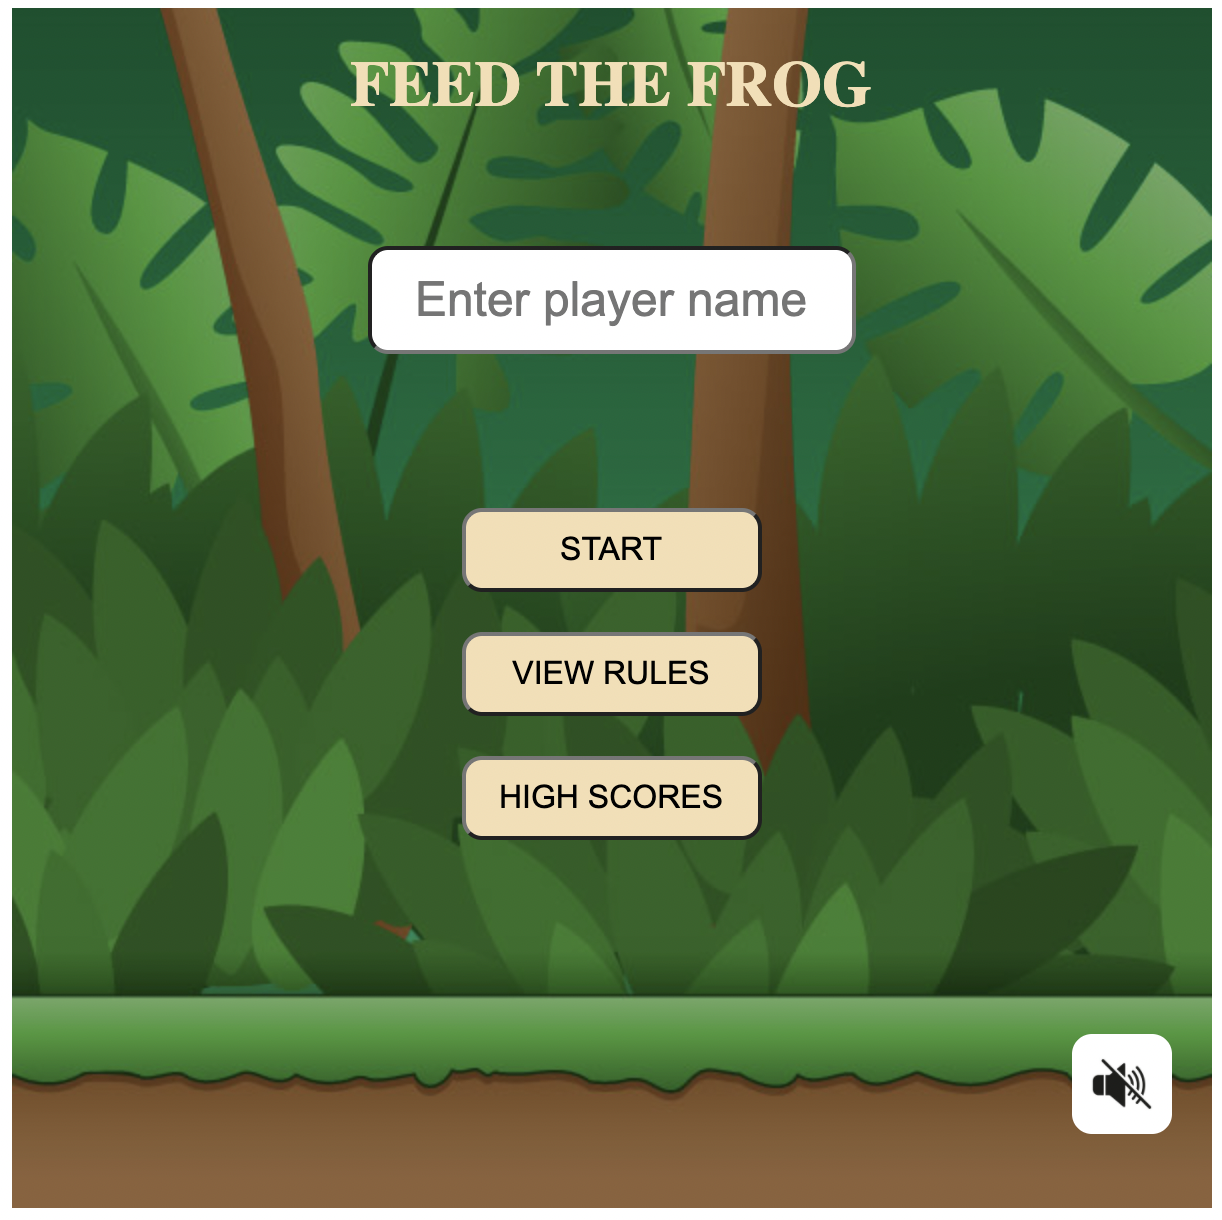 FEED THE FROG
Enter player name
START
VIEW RULES
HIGH SCORES